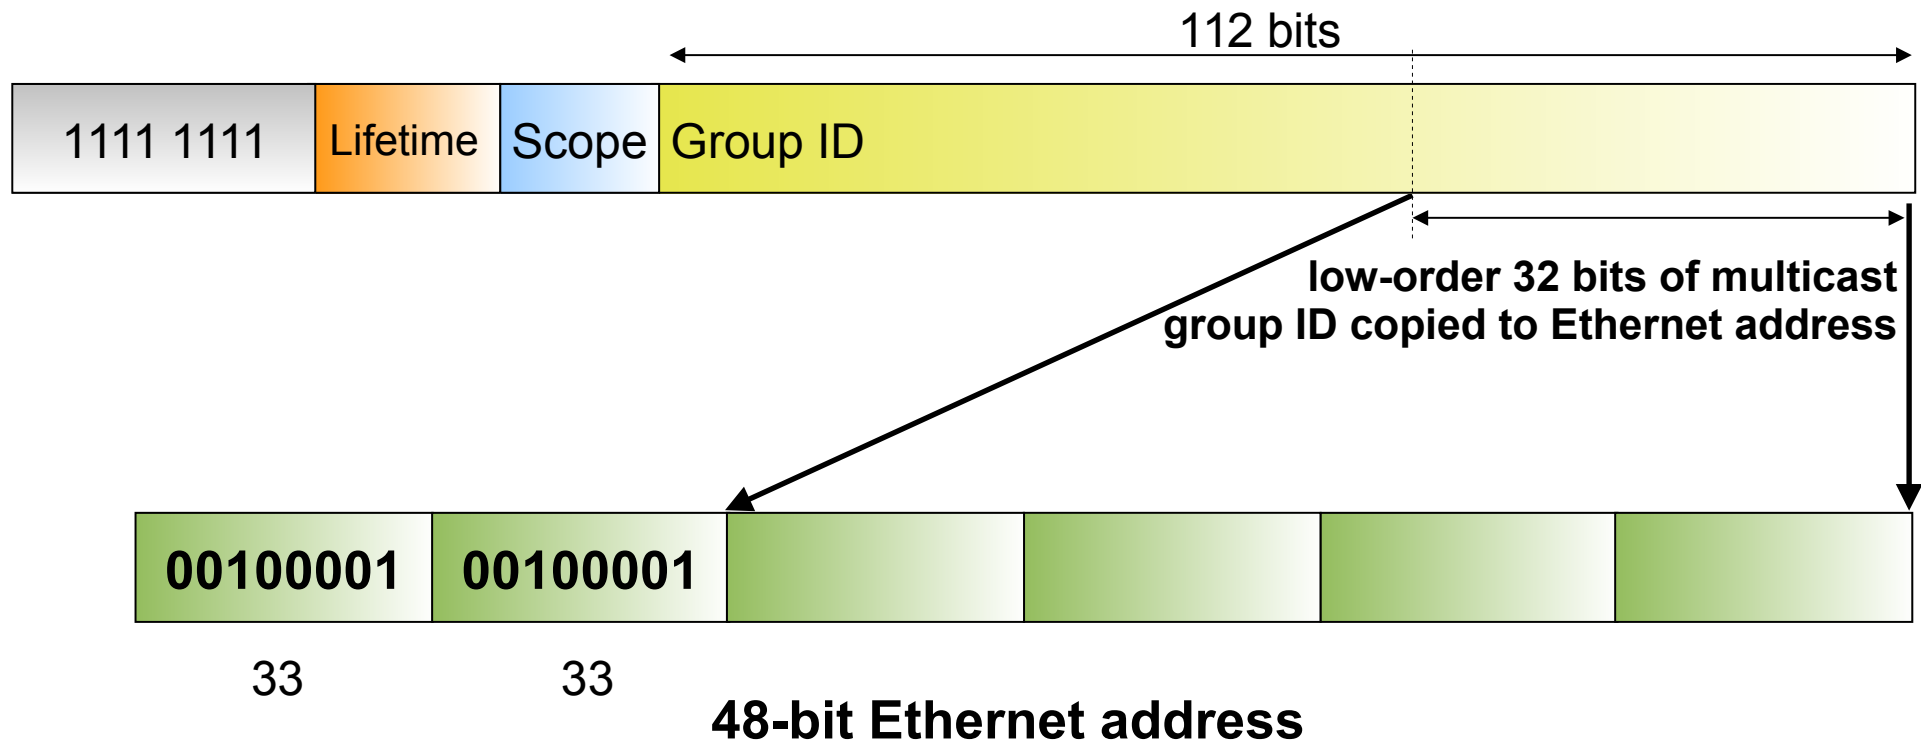 112 bits
1111 1111 Lifetime Scope Group ID
low-order 32 bits of multicast
group ID copied to Ethernet address
00100001 00100001
33 33
48-bit Ethernet address